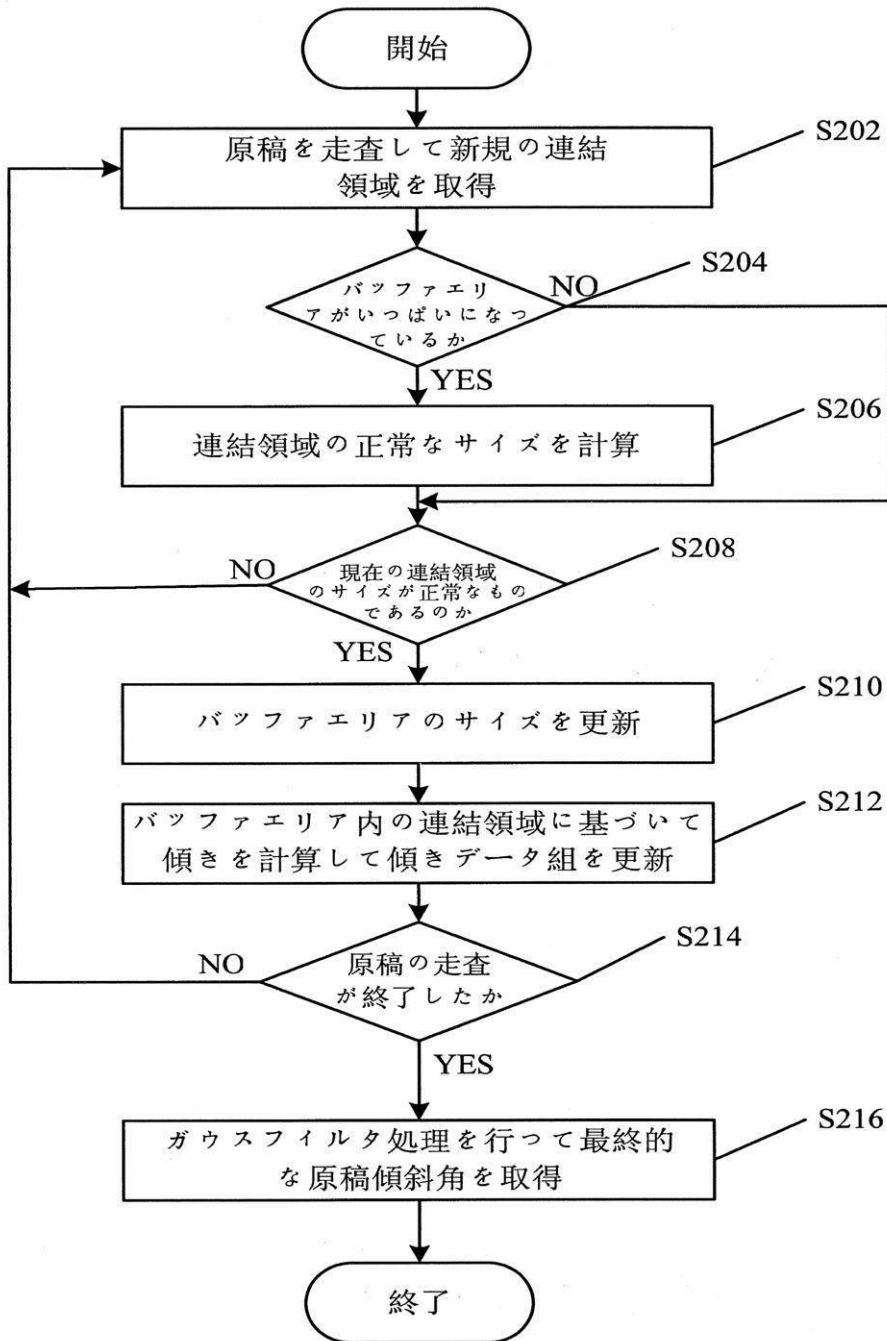 開始
S202
原稿を走査して新規の連結
領域を取得
S204
NO
バッファエリ
アがいっぱいになっ
ているか
YES
S206
連結領域の正常なサイズを計算
S208
NO
現在の連結領域
のサイズが正常なもの
であるのか
YES
S210
バッファエリアのサイズを更新
S212
バッファエリア内の連結領域に基づいて
傾きを計算して傾きデータ組を更新
S214
NO
原稿の走査
が終了したか
YES
S216
ガウスフィルタ処理を行って最終的
な原稿傾斜角を取得
終了